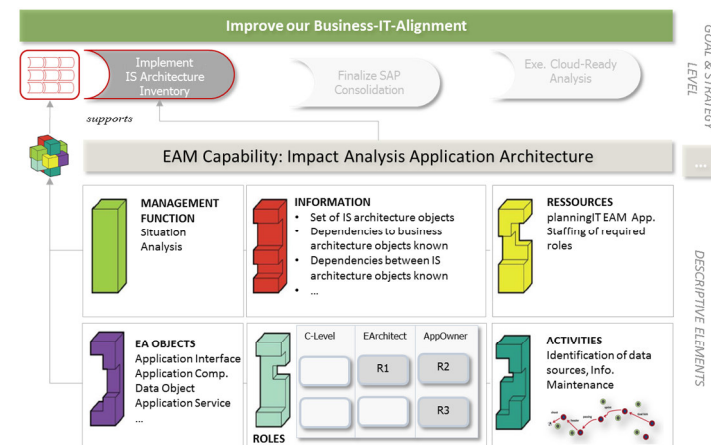 Improve our Business-IT-Alignment
Implement
IS Architecture
Inventory
Finalize SAP
Consolidation
Exe. Cloud-Ready
Analysis
GOAL & STRATEGY
LEVEL
supports
EAM Capability: Impact Analysis Application Architecture
...
MANAGEMENT
FUNCTION
Situation
Analysis
INFORMATION
• Set of IS architecture objects
• Dependencies to business
architecture objects known
• Dependencies between IS
architecture objects known
• ...
RESSOURCES
planningIT EAM App.
Staffing of required
roles
DESCRIPTIVE ELEMENTS
EA OBJECTS
Application Interface
Application Comp.
Data Object
Application Service
...
C-Level EArchitect AppOwner
R1 R2
R3
ROLES
ACTIVITIES
Identification of data
sources, Info.
Maintenance